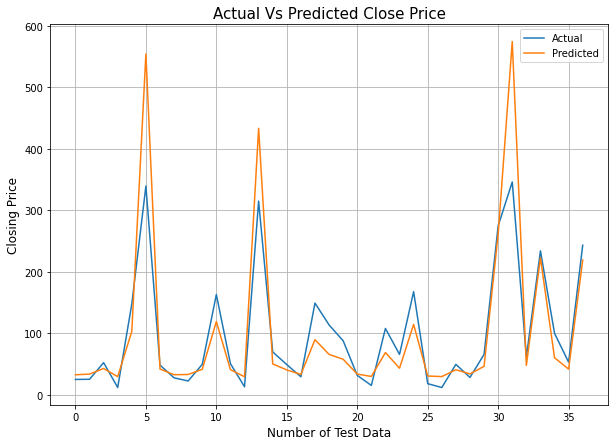 Actual Vs Predicted Close Price
Actual
Predicted
600
500
400
300
200
100
0
Closing Price
0 5 10 15 20 25 30 35
Number of Test Data